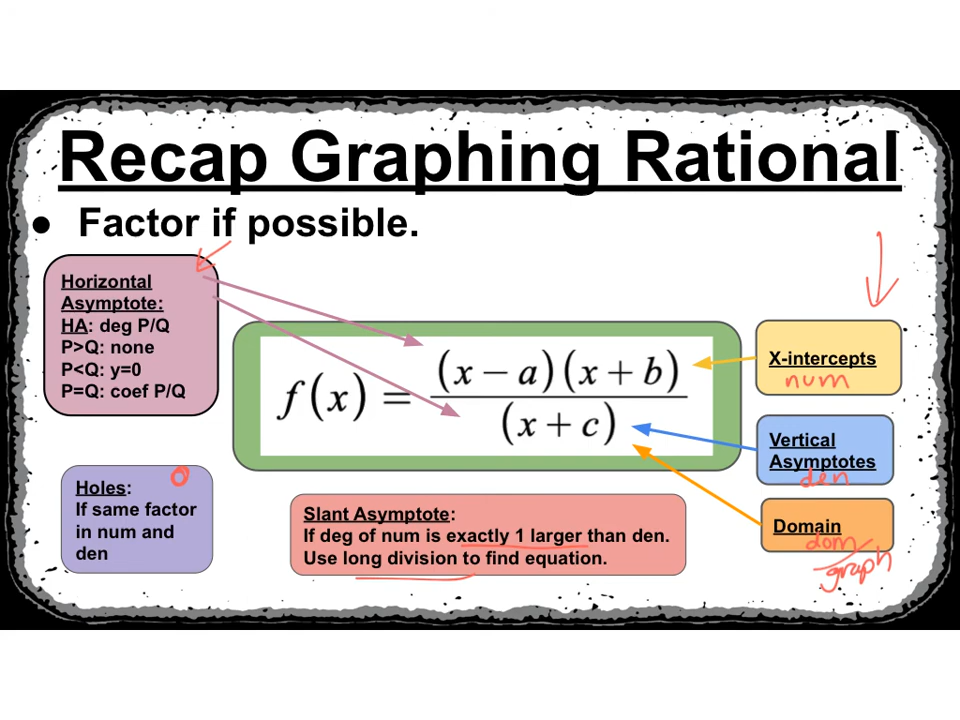 Recap Graphing Rational
● Factor if possible.
Horizontal
Asymptote:
HA: deg P/Q
P>Q: none
P<Q: y=0
P=Q: coef P/Q
f(x) = (x − a)(x + b)
(x + c)
X-intercepts
num
Vertical
Asymptotes
den
Domain
dom
graph
Holes:
If same factor
in num and
den
Slant Asymptote:
If deg of num is exactly 1 larger than den.
Use long division to find equation.